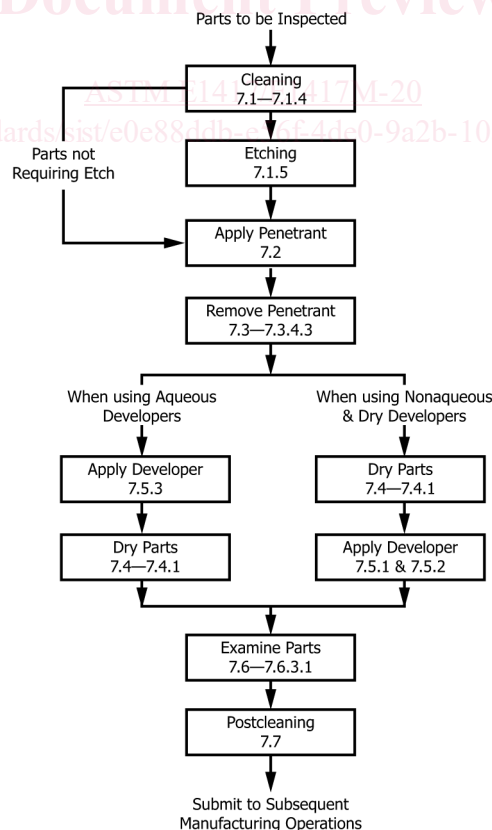 Document Preview
Parts to be Inspected
Cleaning
7.1—7.1.4
Parts not
Requiring Etch
Etching
7.1.5
Apply Penetrant
7.2
Remove Penetrant
7.3—7.3.4.3
When using Aqueous
Developers
When using Nonaqueous
& Dry Developers
Apply Developer
7.5.3
Dry Parts
7.4—7.4.1
Dry Parts
7.4—7.4.1
Apply Developer
7.5.1 & 7.5.2
Examine Parts
7.6—7.6.3.1
Postcleaning
7.7
Submit to Subsequent
Manufacturing Operations